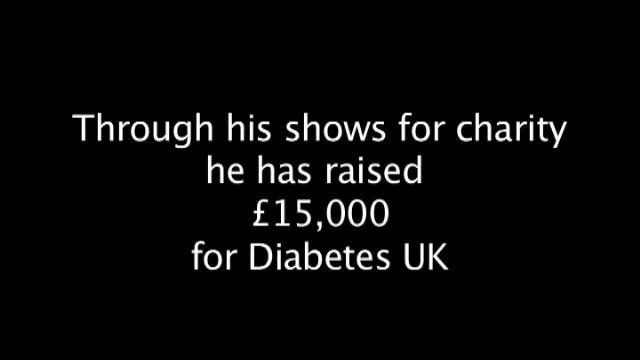 Through his shows for charity
he has raised
£15,000
for Diabetes UK